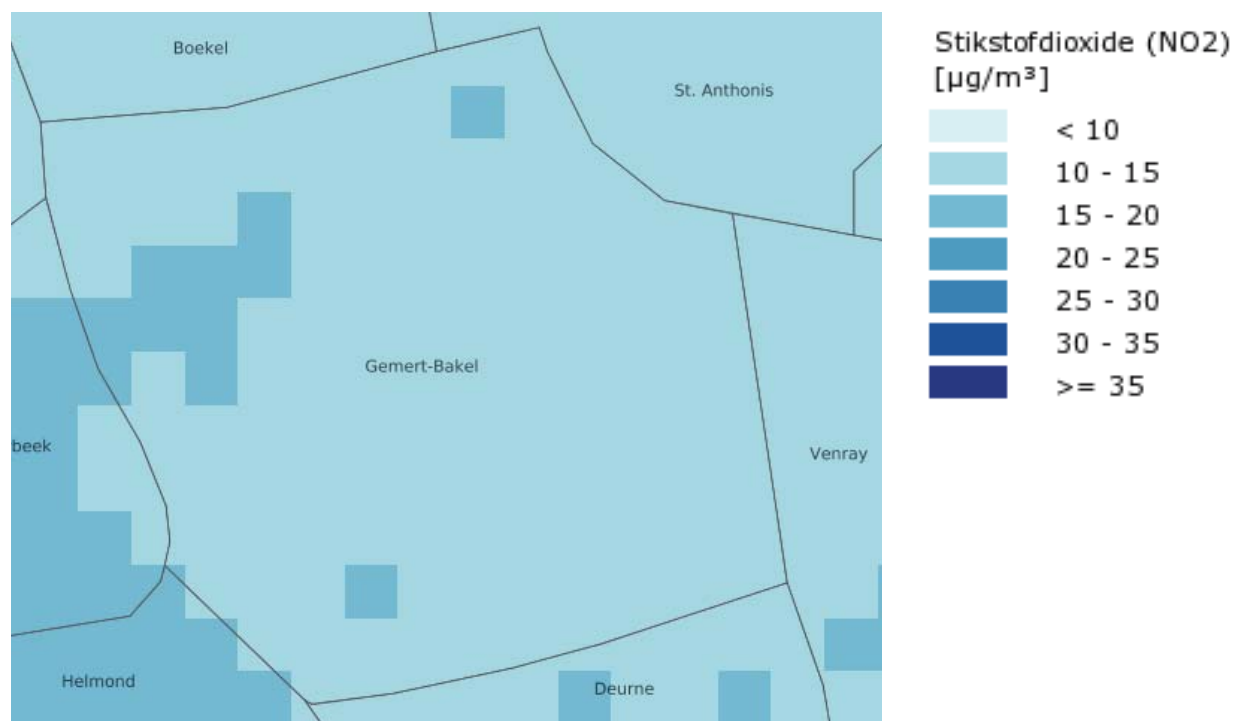 Boekel
St. Anthonis
Gemert-Bakel
beek
Venray
Helmond
Deurne
Stikstofdioxide (NO2)
[µg/m³]
< 10
10 - 15
15 - 20
20 - 25
25 - 30
30 - 35
>= 35